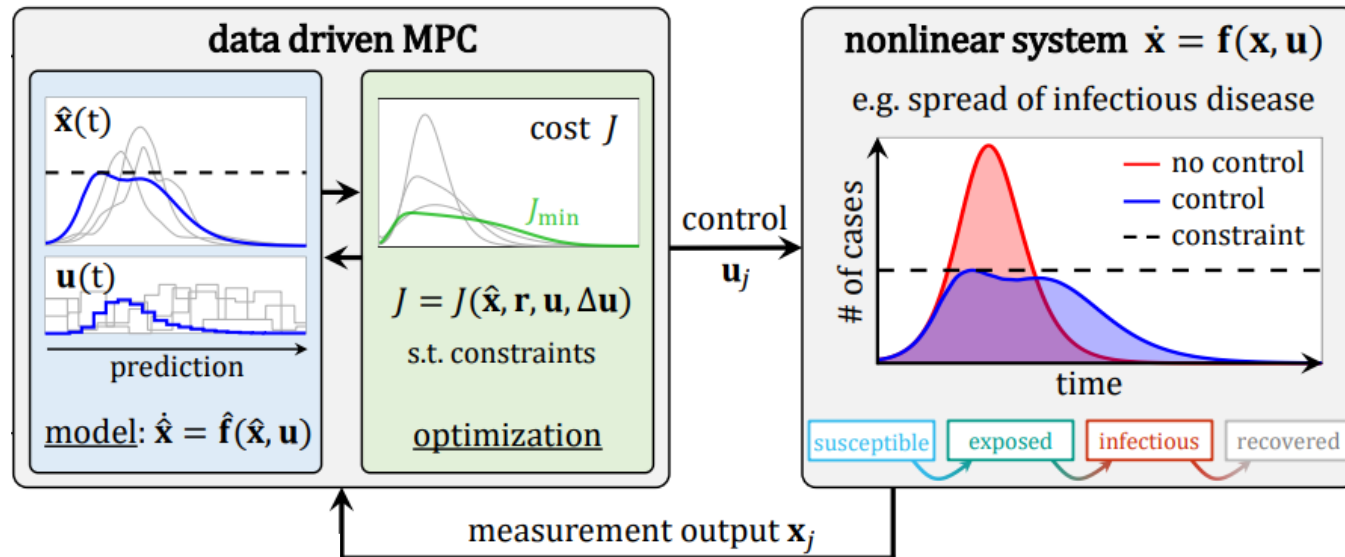 data driven MPC
x̂(t)
u(t)
prediction
model: ẋ̂ = f̂(x̂, u)
cost J
J_min
J = J(x̂, r, u, Δu)
s.t. constraints
optimization
control
u_j
nonlinear system ẋ = f(x, u)
e.g. spread of infectious disease
# of cases
no control
control
constraint
time
susceptible
exposed
infectious
recovered
measurement output x_j